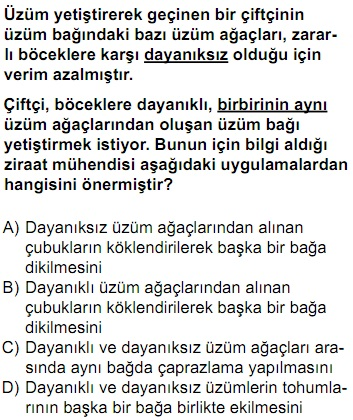 Üzüm yetiştirerek geçinen bir çiftçinin
üzüm bağındaki bazı üzüm ağaçları, zarar-
lı böceklere karşı dayanıksız olduğu için
verim azalmıştır.
Çiftçi, böceklere dayanıklı, birbirinin aynı
üzüm ağaçlarından oluşan üzüm bağı
yetiştirmek istiyor. Bunun için bilgi aldığı
ziraat mühendisi aşağıdaki uygulamalardan
hangisini önermiştir?
A) Dayanıksız üzüm ağaçlarından alınan
çubukların köklendirilerek başka bir bağa
dikilmesini
B) Dayanıklı üzüm ağaçlarından alınan
çubukların köklendirilerek başka bir bağa
dikilmesini
C) Dayanıklı ve dayanıksız üzüm ağaçları ara-
sında aynı bağda çaprazlama yapılmasını
D) Dayanıklı ve dayanıksız üzümlerin tohumla-
rının başka bir bağa birlikte ekilmesini